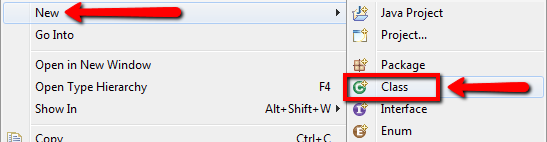 New
Java Project
Go Into
Project...
Open in New Window
Package
Open Type Hierarchy F4
Class
Show In Alt+Shift+W
Interface
Copy Ctrl+C
Enum